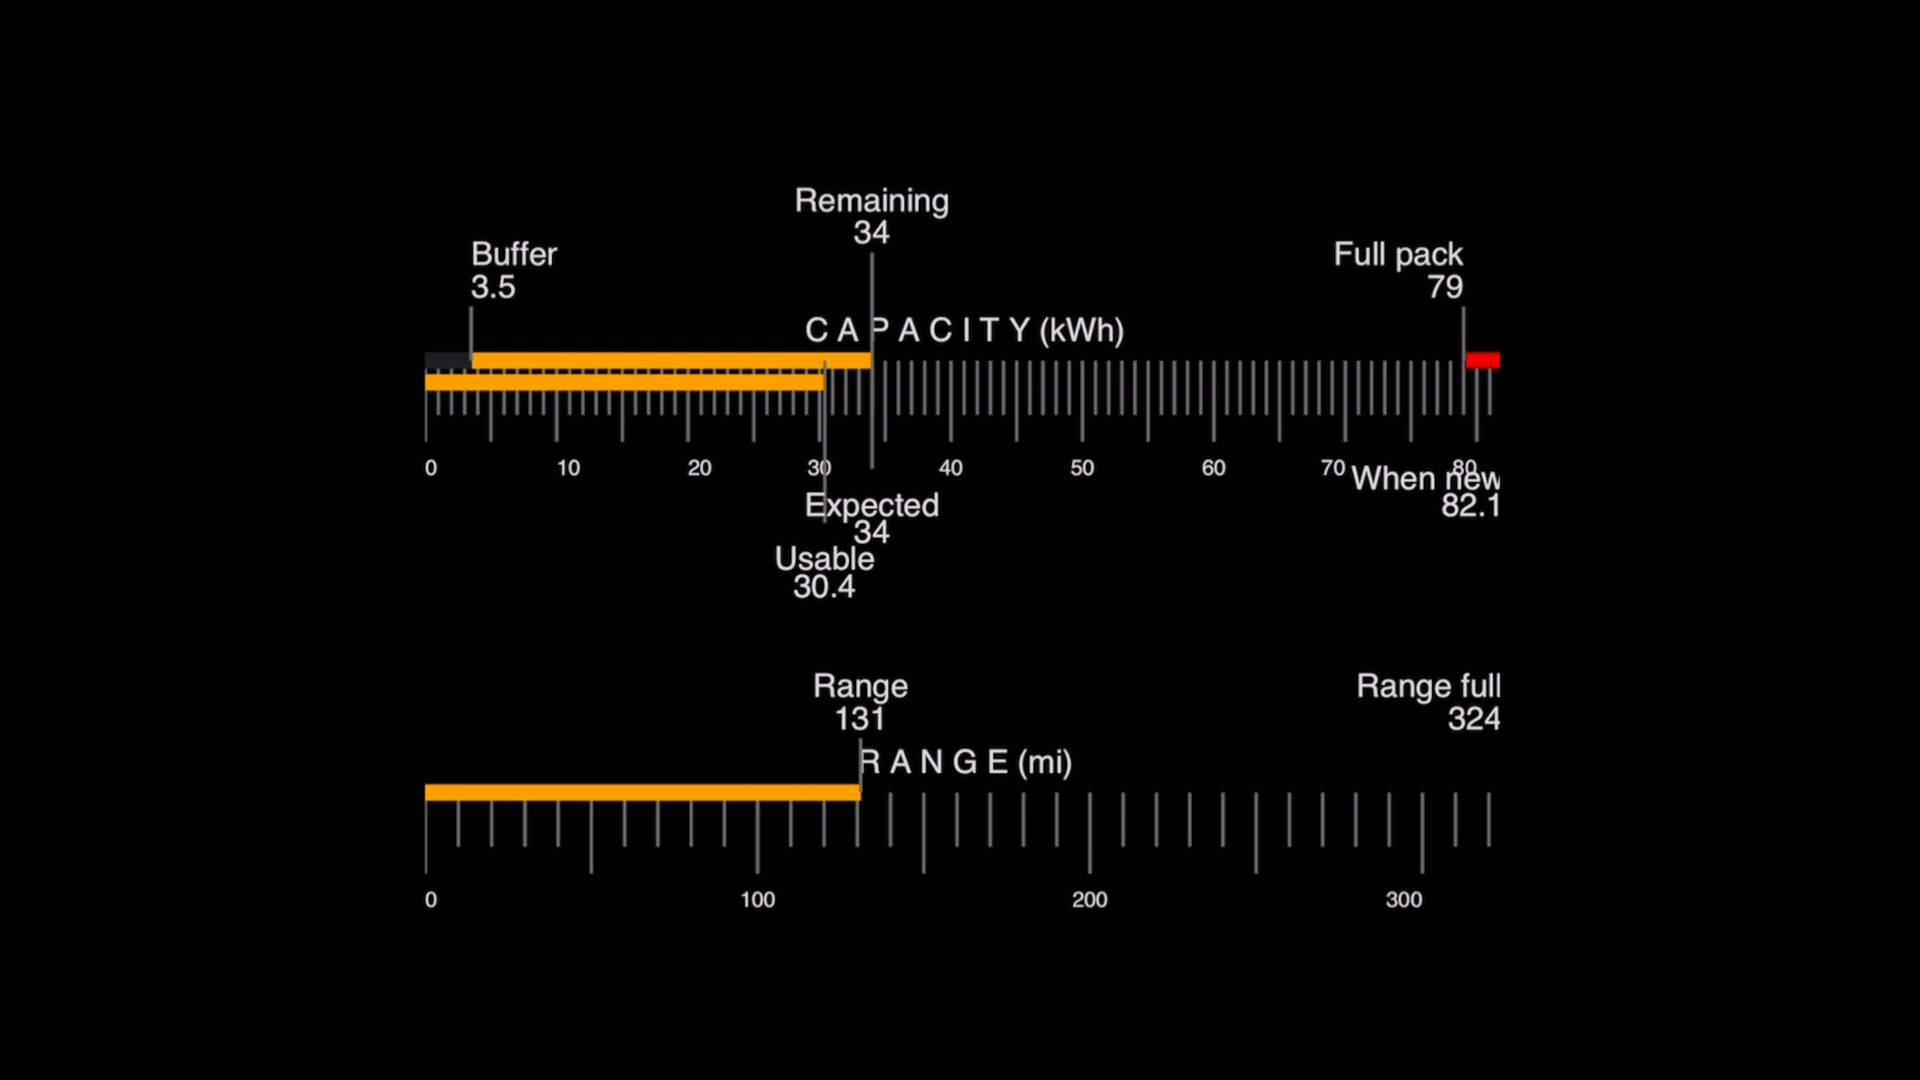 Remaining
34
Buffer
3.5
Full pack
79
C A P A C I T Y (kWh)
0 10 20 30 40 50 60 70 80
When new
82.1
Expected
34
Usable
30.4
Range
131
Range full
324
R A N G E (mi)
0 100 200 300